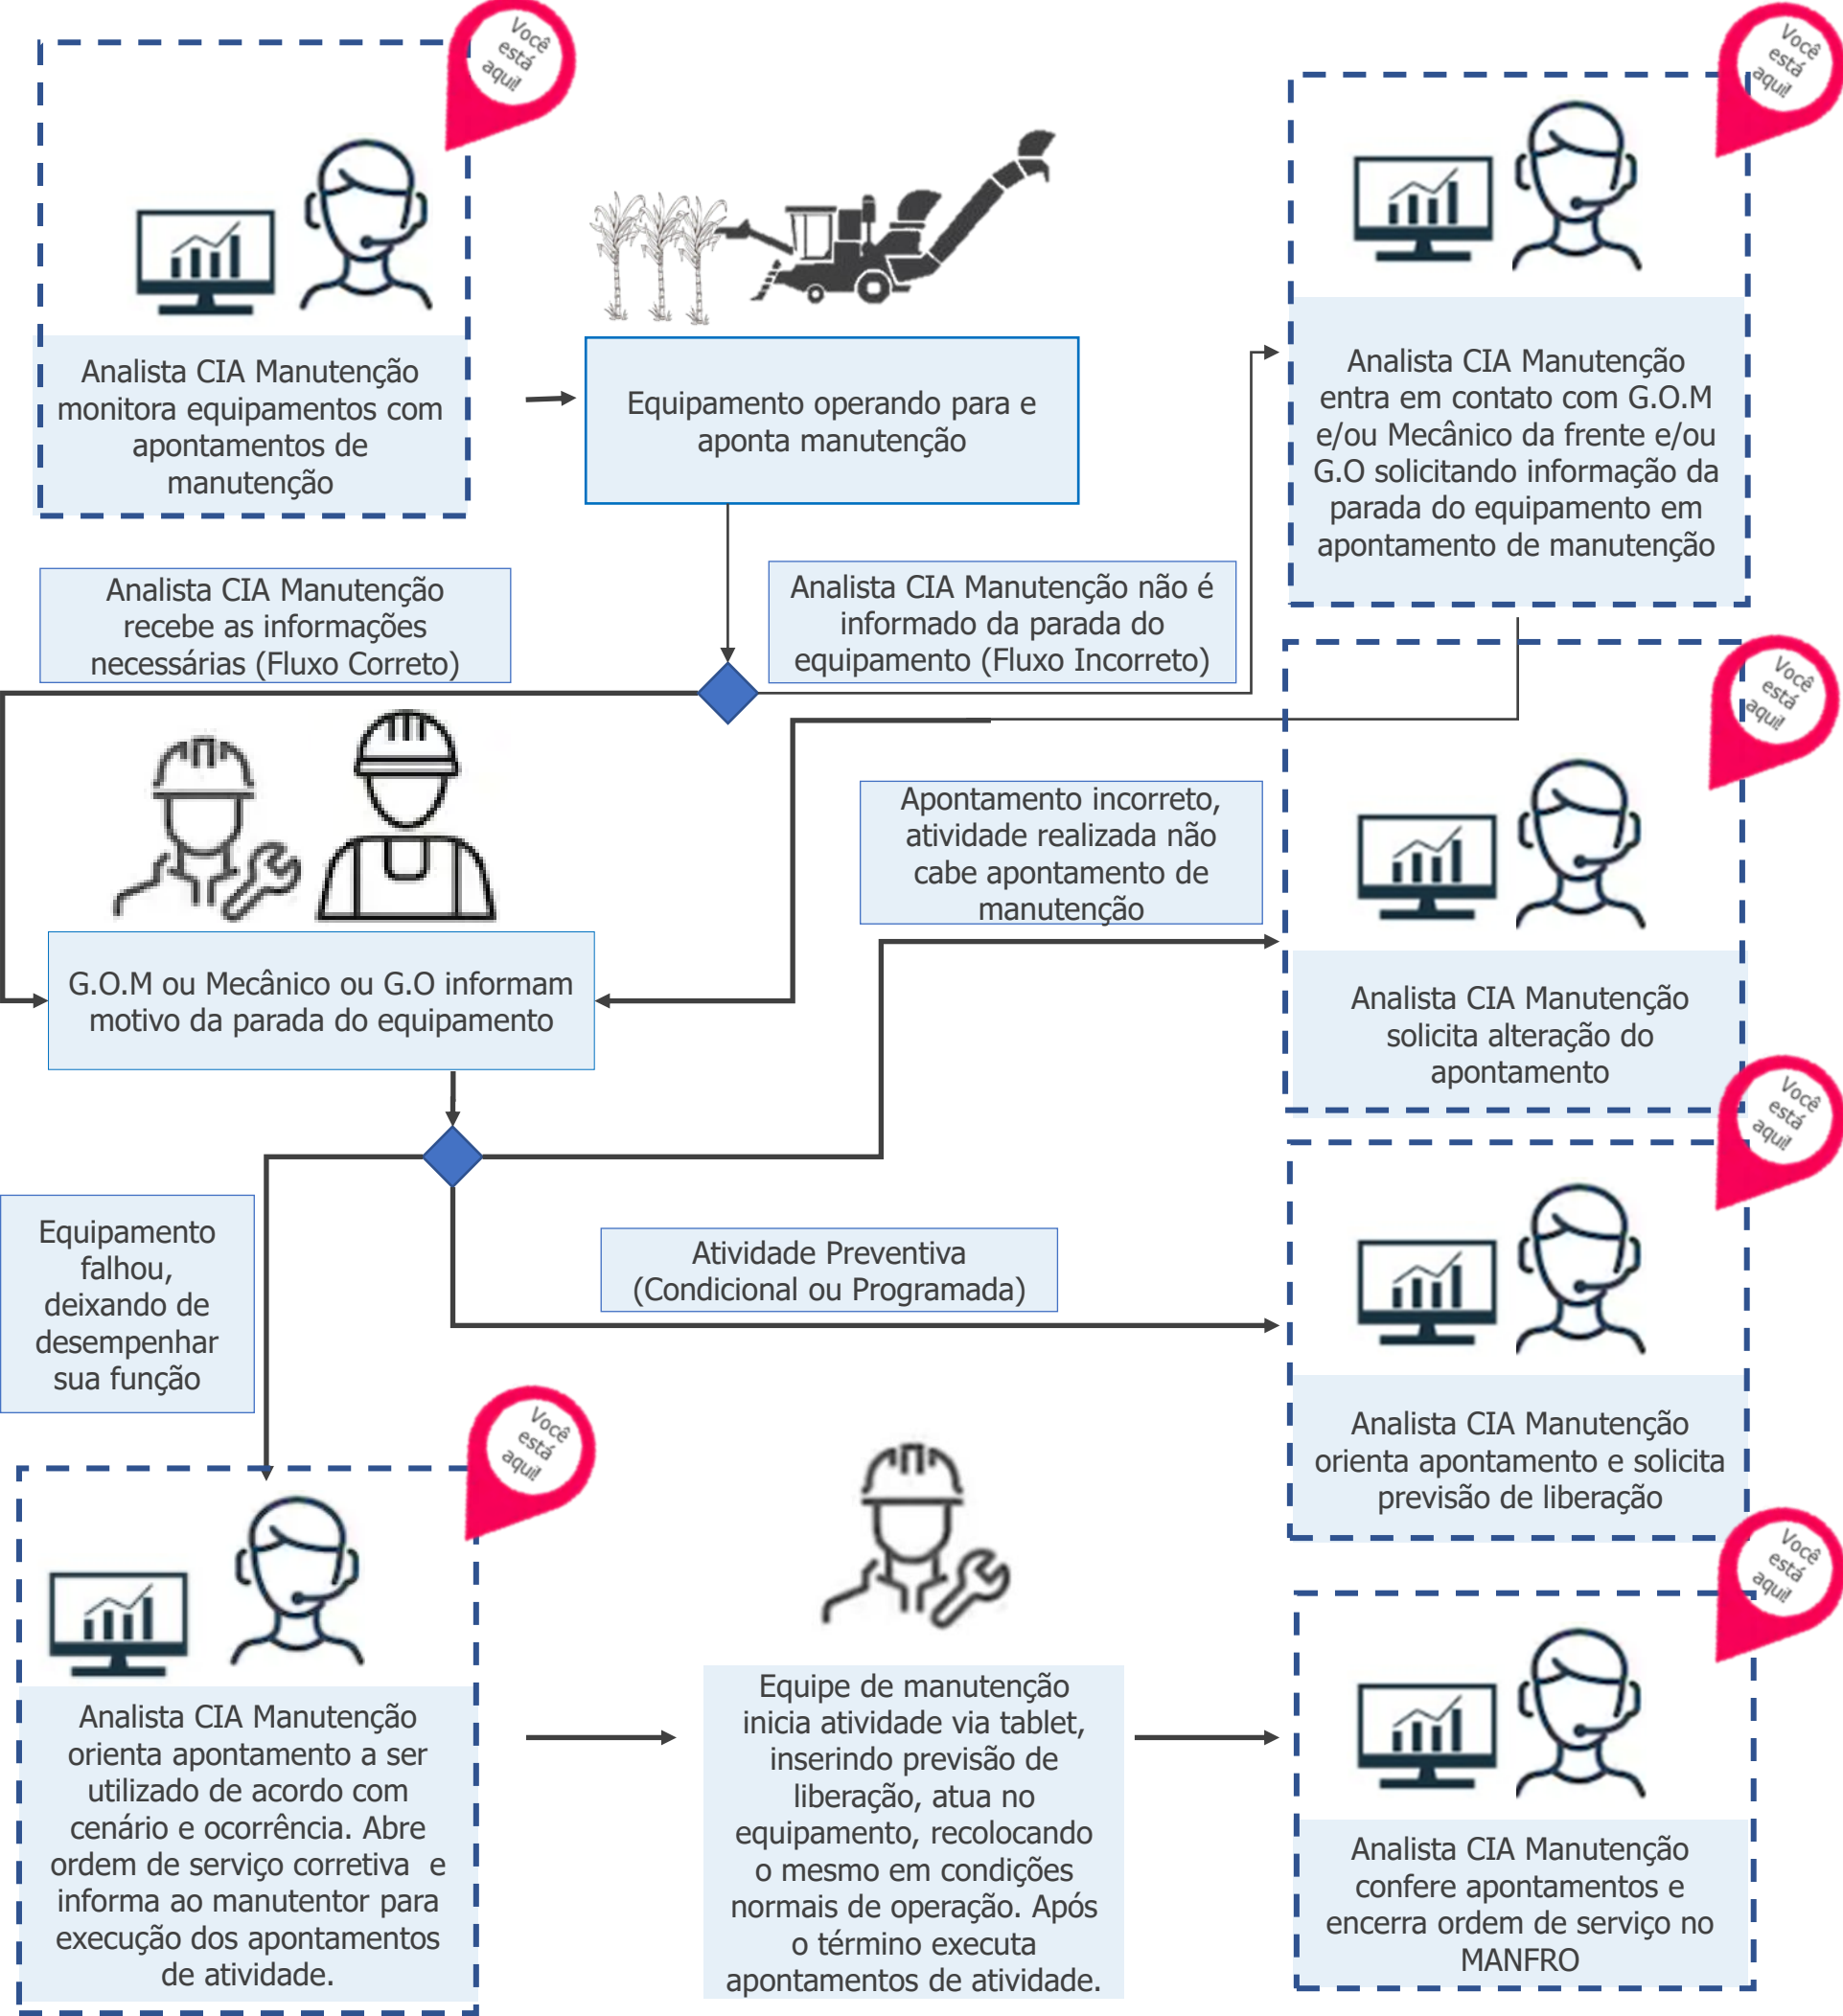 Você
está
aqui!
Analista CIA Manutenção
monitora equipamentos com
apontamentos de
manutenção
Equipamento operando para e
aponta manutenção
Você
está
aqui!
Analista CIA Manutenção
entra em contato com G.O.M
e/ou Mecânico da frente e/ou
G.O solicitando informação da
parada do equipamento em
apontamento de manutenção
Analista CIA Manutenção
recebe as informações
necessárias (Fluxo Correto)
Analista CIA Manutenção não é
informado da parada do
equipamento (Fluxo Incorreto)
Você
está
aqui!
Apontamento incorreto,
atividade realizada não
cabe apontamento de
manutenção
G.O.M ou Mecânico ou G.O informam
motivo da parada do equipamento
Analista CIA Manutenção
solicita alteração do
apontamento
Você
está
aqui!
Equipamento
falhou,
deixando de
desempenhar
sua função
Atividade Preventiva
(Condicional ou Programada)
Analista CIA Manutenção
orienta apontamento e solicita
previsão de liberação
Você
está
aqui!
Você
está
aqui!
Analista CIA Manutenção
orienta apontamento a ser
utilizado de acordo com
cenário e ocorrência. Abre
ordem de serviço corretiva  e
informa ao manutentor para
execução dos apontamentos
de atividade.
Equipe de manutenção
inicia atividade via tablet,
inserindo previsão de
liberação, atua no
equipamento, recolocando
o mesmo em condições
normais de operação. Após
o término executa
apontamentos de atividade.
Analista CIA Manutenção
confere apontamentos e
encerra ordem de serviço no
MANFRO